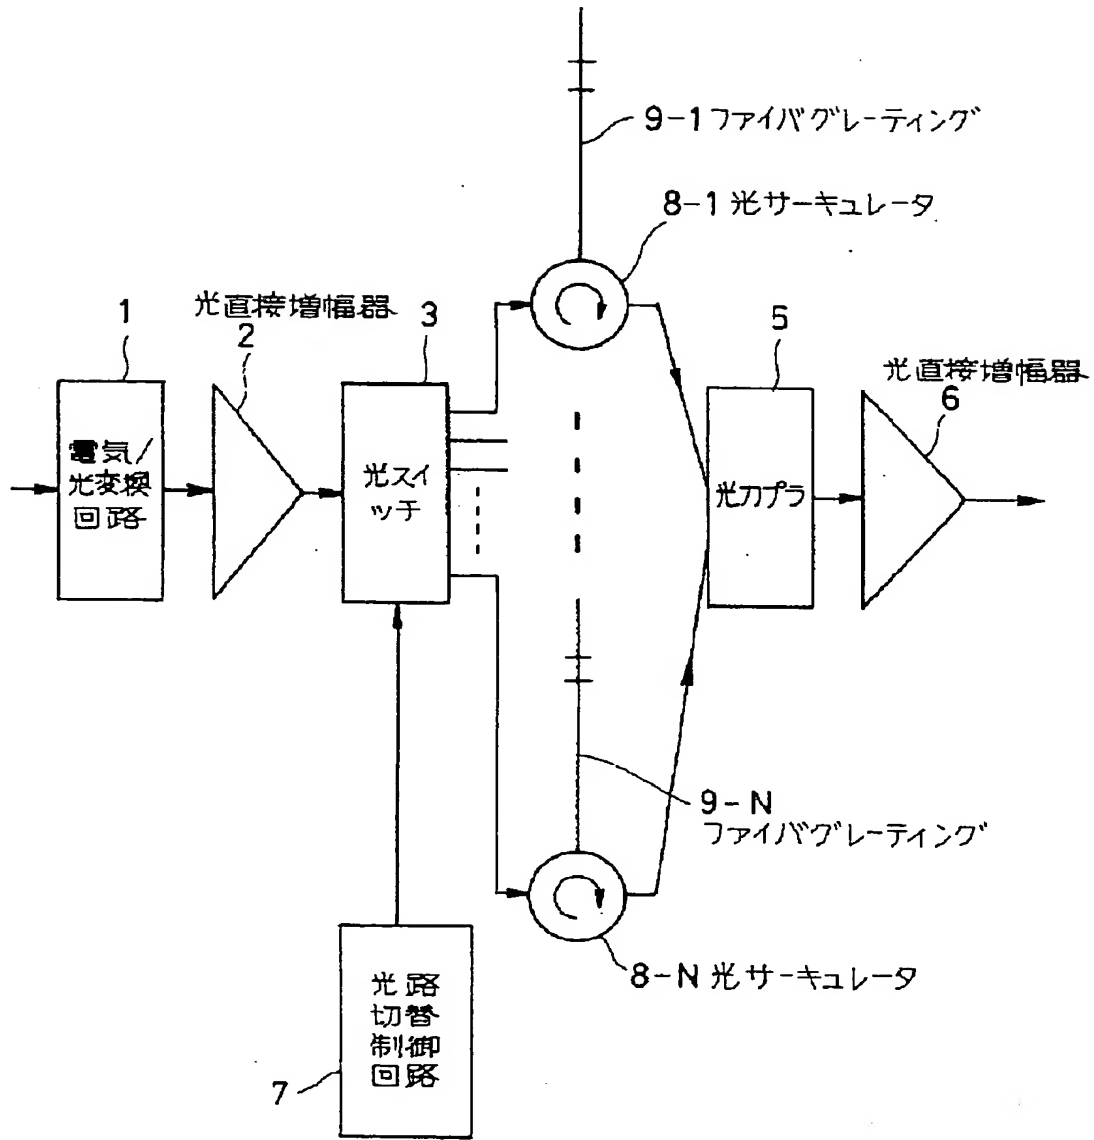 9-1 ファイバグレーティング
8-1 光サーキュレータ
光直接増幅器
1
2
3
5
光直接増幅器
6
電気/
光変換
回路
光スイ
ッチ
光カプラ
9-N
ファイバグレーティング
8-N 光サーキュレータ
光路
切替
制御
回路
7